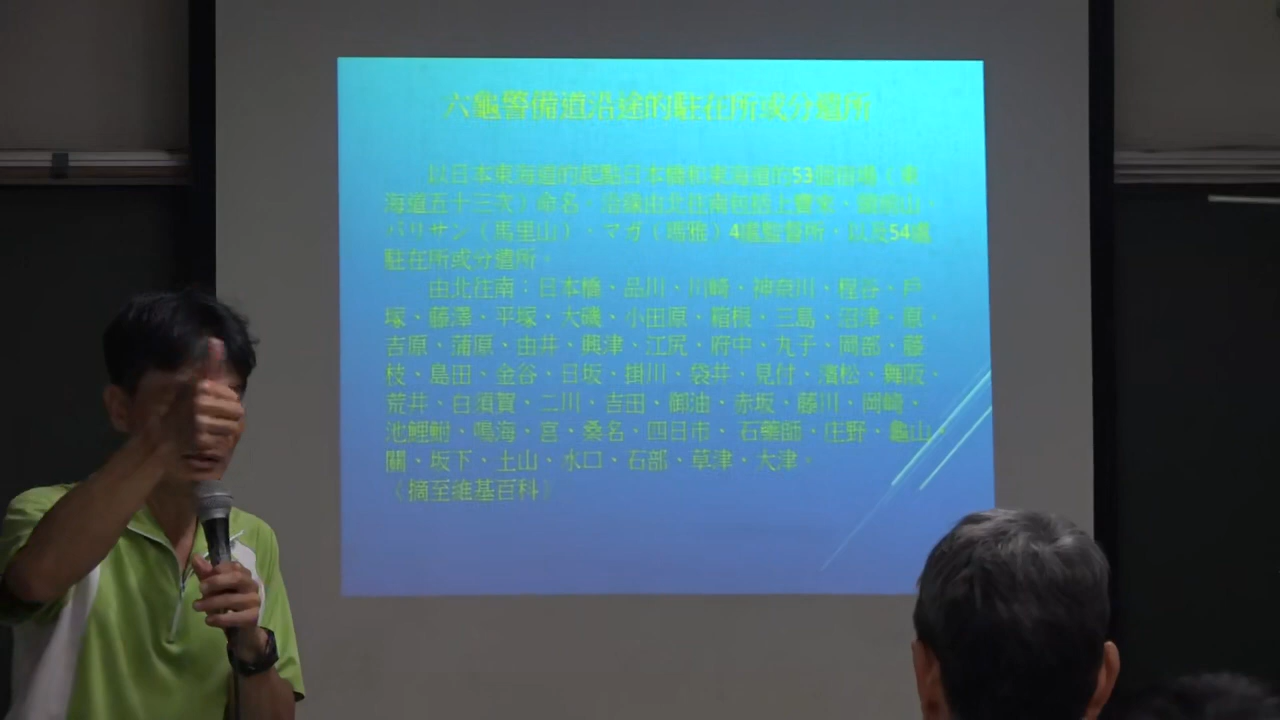 六龜警備道沿途的駐在所或分遣所
以日本東海道的起點日本橋和東海道的53個宿場（東
海道五十三次）命名，沿線由北往南包括上寶來、
バリサン（馬里山）、マガ（瑪雅）4處監督所，以及54處
駐在所或分遣所。
由北往南：日本橋、品川、川崎、神奈川、程谷、戶
塚、藤澤、平塚、大磯、小田原、箱根、三島、沼津、原、
吉原、蒲原、由井、興津、江尻、府中、丸子、岡部、藤
枝、島田、金谷、日坂、掛川、袋井、見付、濱松、舞阪、
荒井、白須賀、二川、吉田、御油、赤坂、藤川、岡崎、
池鯉鮒、鳴海、宮、桑名、四日市、石藥師、庄野、龜山、
關、坂下、土山、水口、石部、草津、大津。
（摘至維基百科）